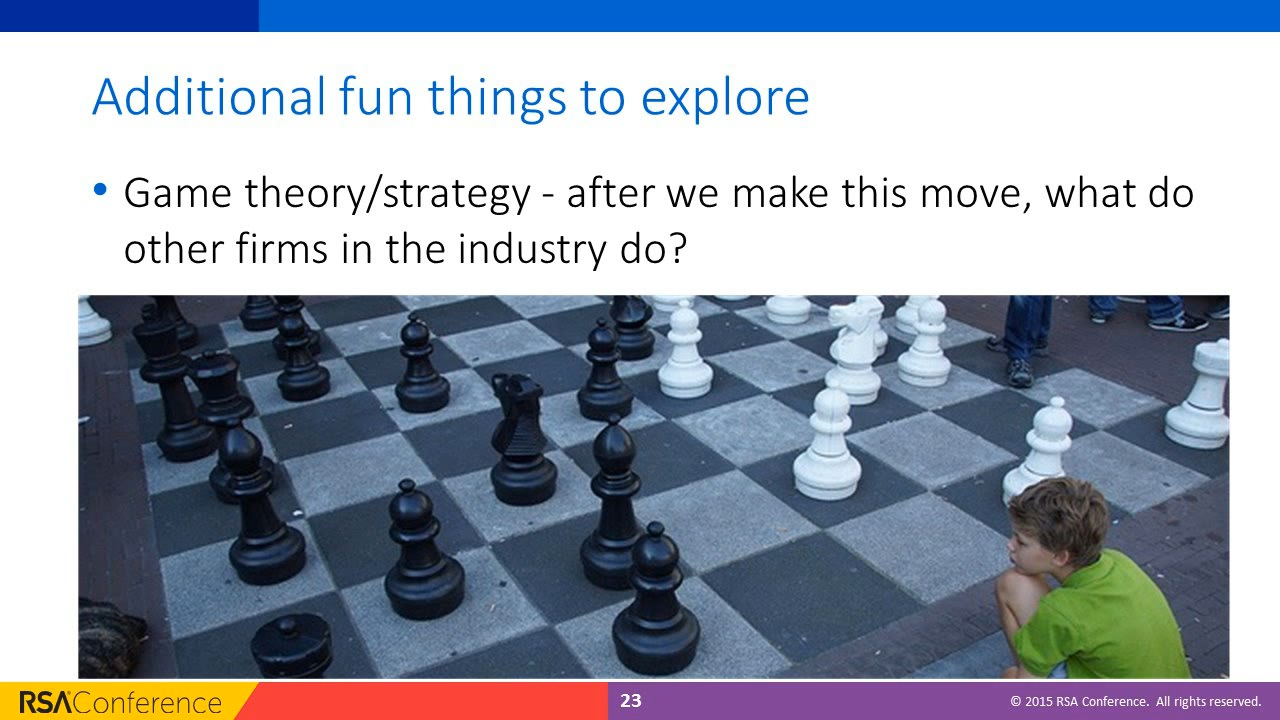 Additional fun things to explore
• Game theory/strategy - after we make this move, what do
other firms in the industry do?
RSAConference
23
© 2015 RSA Conference. All rights reserved.